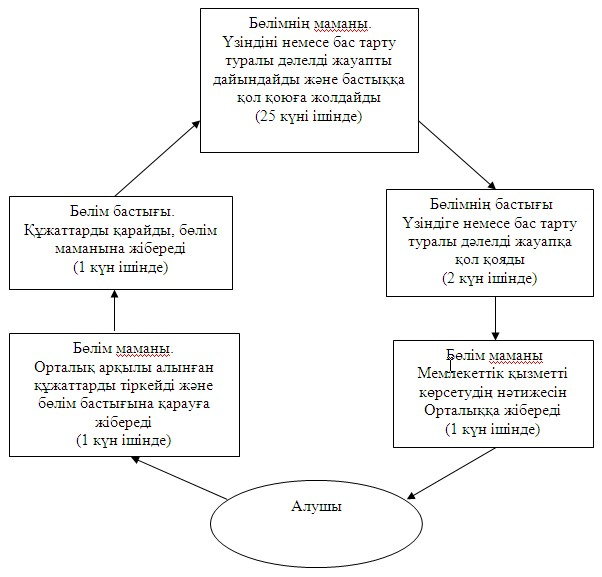 Бөлімнің маманы.
Үзіндіні немесе бас тарту
туралы дәлелді жауапты
дайындайды және бастыққа
қол қоюға жолдайды
(25 күні ішінде)
Бөлім бастығы.
Құжаттарды қарайды, бөлім
маманына жібереді
(1 күн ішінде)
Бөлімнің бастығы
Үзіндіге немесе бас тарту
туралы дәлелді жауапқа
қол қояды
(2 күн ішінде)
Бөлім маманы.
Орталық арқылы алынған
құжаттарды тіркейді және
бөлім бастығына қарауға
жібереді
(1 күн ішінде)
Бөлім маманы
Мемлекеттік қызметті
көрсетудің нәтижесін
Орталыққа жібереді
(1 күн ішінде)
Алушы